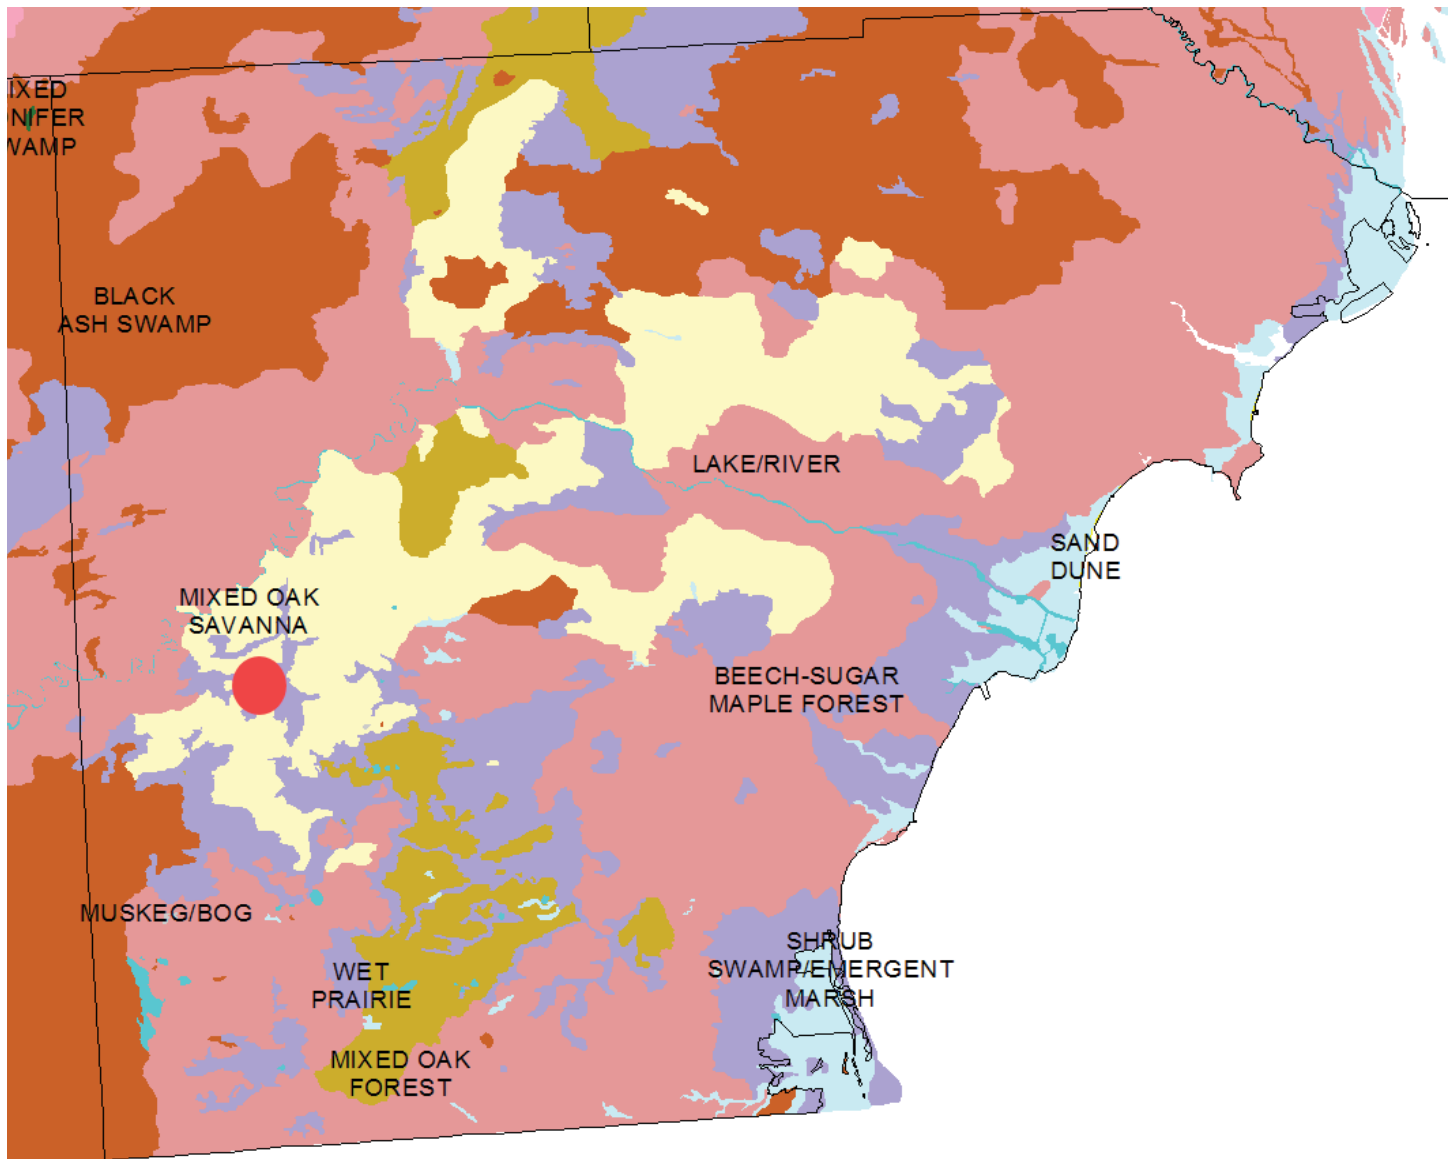 IXED
NIFER
WAMP
BLACK
ASH SWAMP
LAKE/RIVER
SAND
DUNE
MIXED OAK
SAVANNA
BEECH-SUGAR
MAPLE FOREST
MUSKEG/BOG
SHRUB
SWAMP/EMERGENT
MARSH
WET
PRAIRIE
MIXED OAK
FOREST